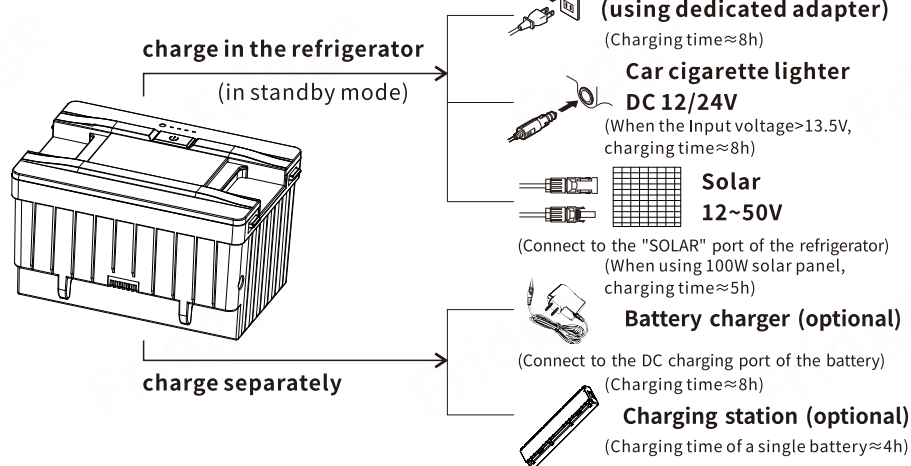 (using dedicated adapter)
(Charging time≈8h)
charge in the refrigerator
(in standby mode)
Car cigarette lighter
DC 12/24V
(When the Input voltage>13.5V,
charging time≈8h)
Solar
12~50V
(Connect to the "SOLAR" port of the refrigerator)
(When using 100W solar panel,
charging time≈5h)
Battery charger (optional)
(Connect to the DC charging port of the battery)
(Charging time≈8h)
charge separately
Charging station (optional)
(Charging time of a single battery≈4h)